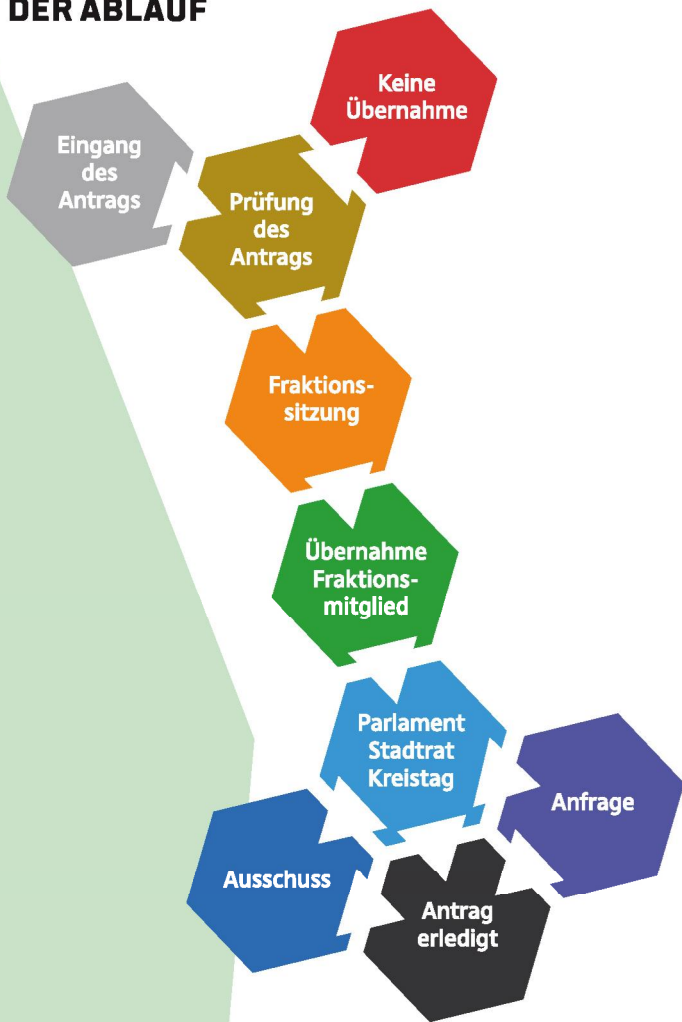 DER ABLAUF
Keine
Übernahme
Eingang
des
Antrags
Prüfung
des
Antrags
Fraktions-
sitzung
Übernahme
Fraktions-
mitglied
Parlament
Stadtrat
Kreistag
Anfrage
Ausschuss
Antrag
erledigt